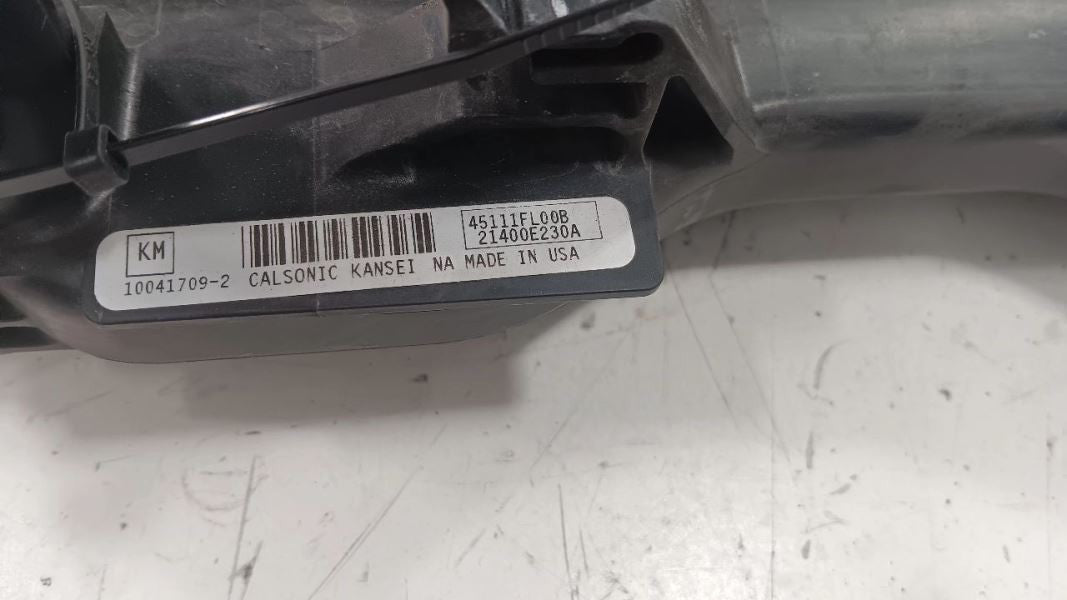 KM
45111FL00B
21400E230A
10041709-2 CALSONIC KANSEI NA MADE IN USA